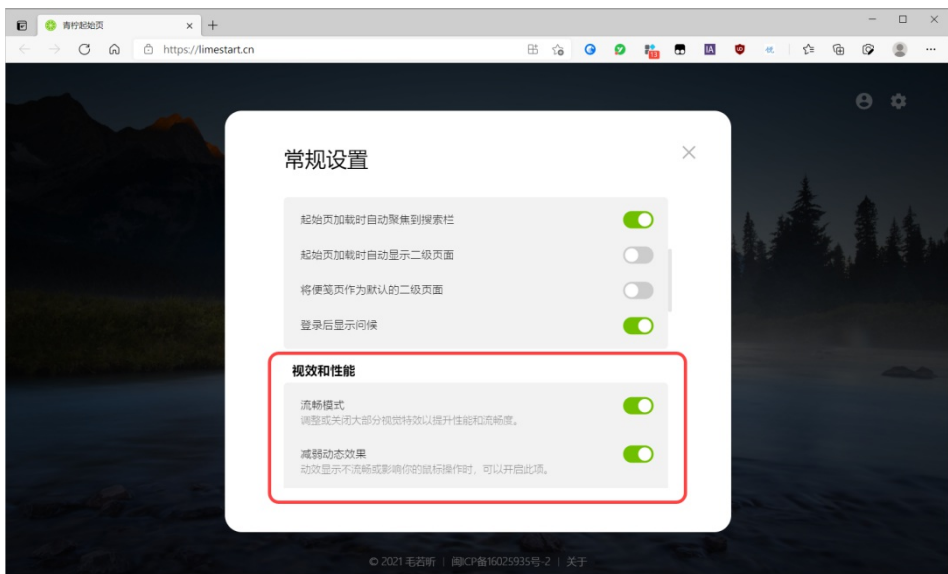 青柠起始页
https://limestart.cn
13
IA
常规设置
起始页加载时自动聚焦到搜索栏
起始页加载时自动显示二级页面
将便笺页作为默认的二级页面
登录后显示问候
视效和性能
流畅模式
调整或关闭大部分视觉特效以提升性能和流畅度。
减弱动态效果
动效显示不流畅或影响你的鼠标操作时，可以开启此项。
© 2021 毛若昕 | 闽ICP备16025935号-2 | 关于